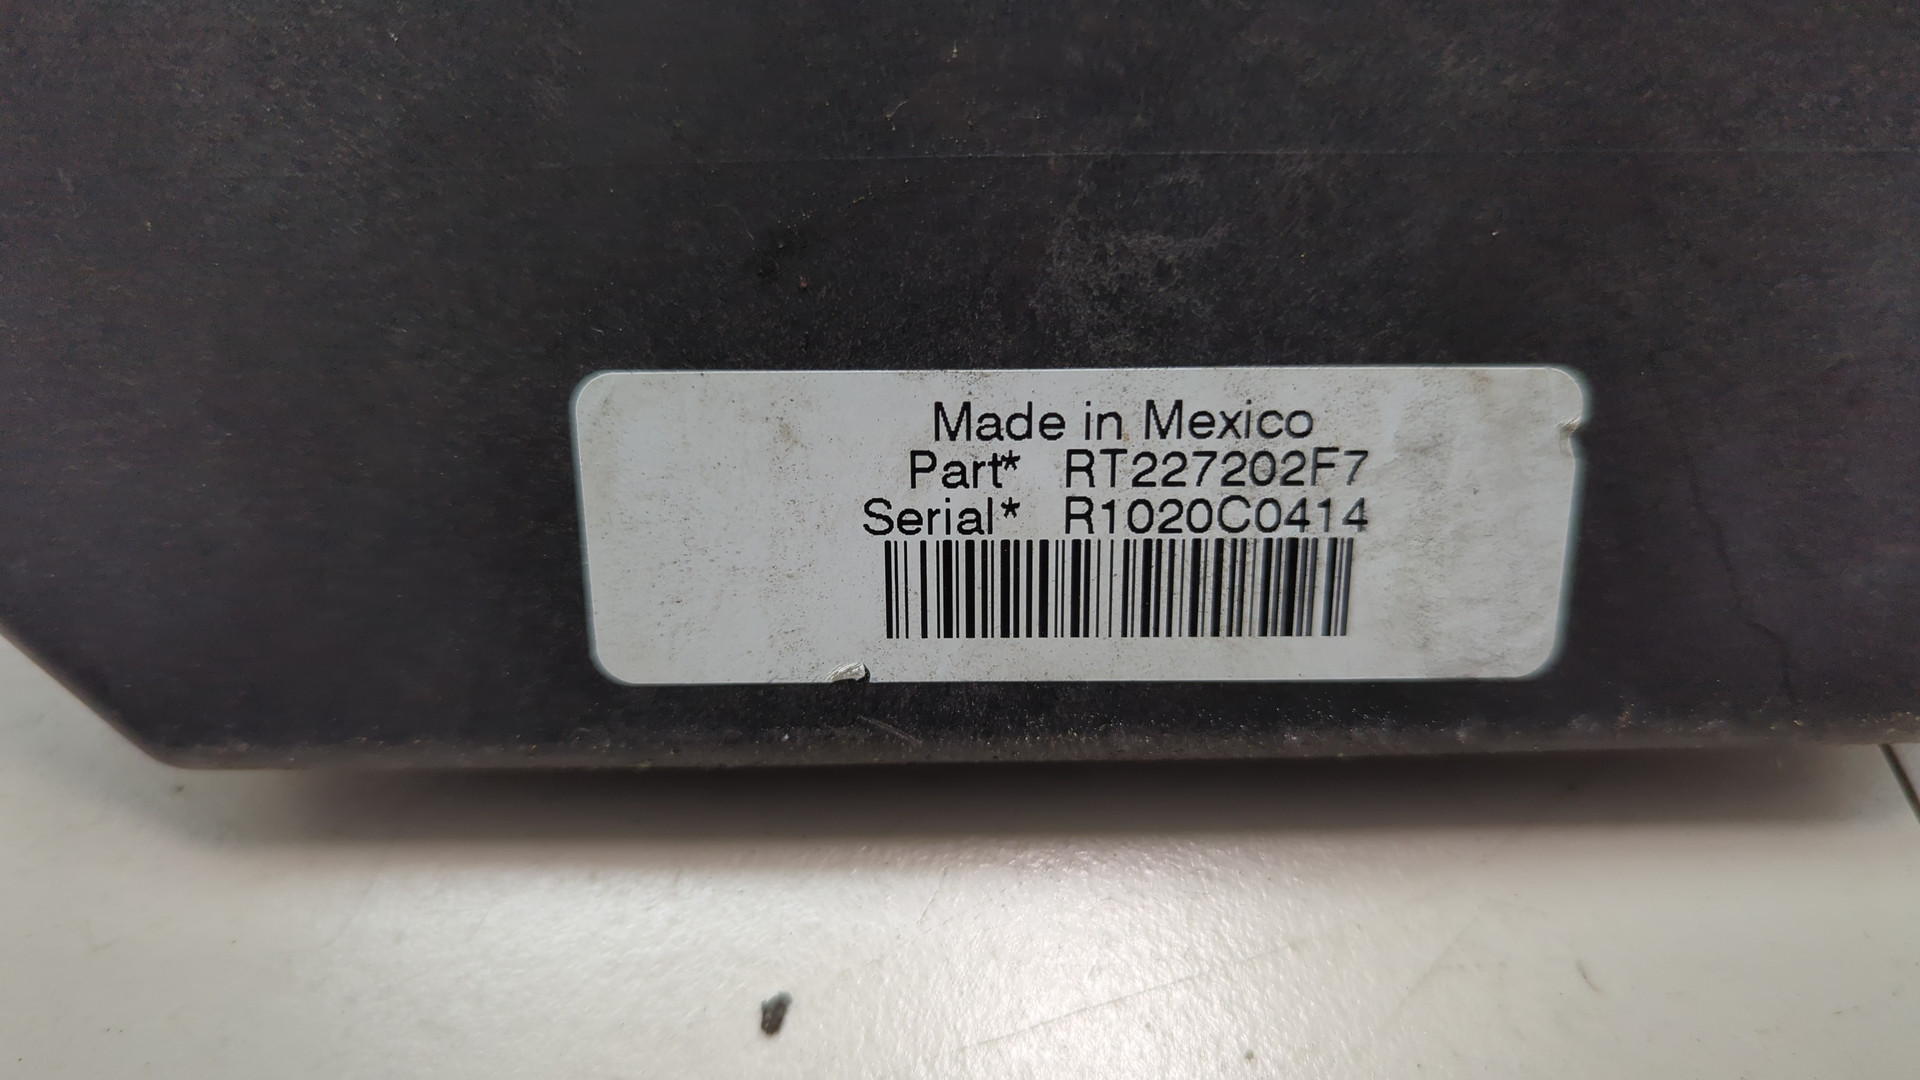 Made in Mexico
Part* RT227202F7
Serial* R1020C0414